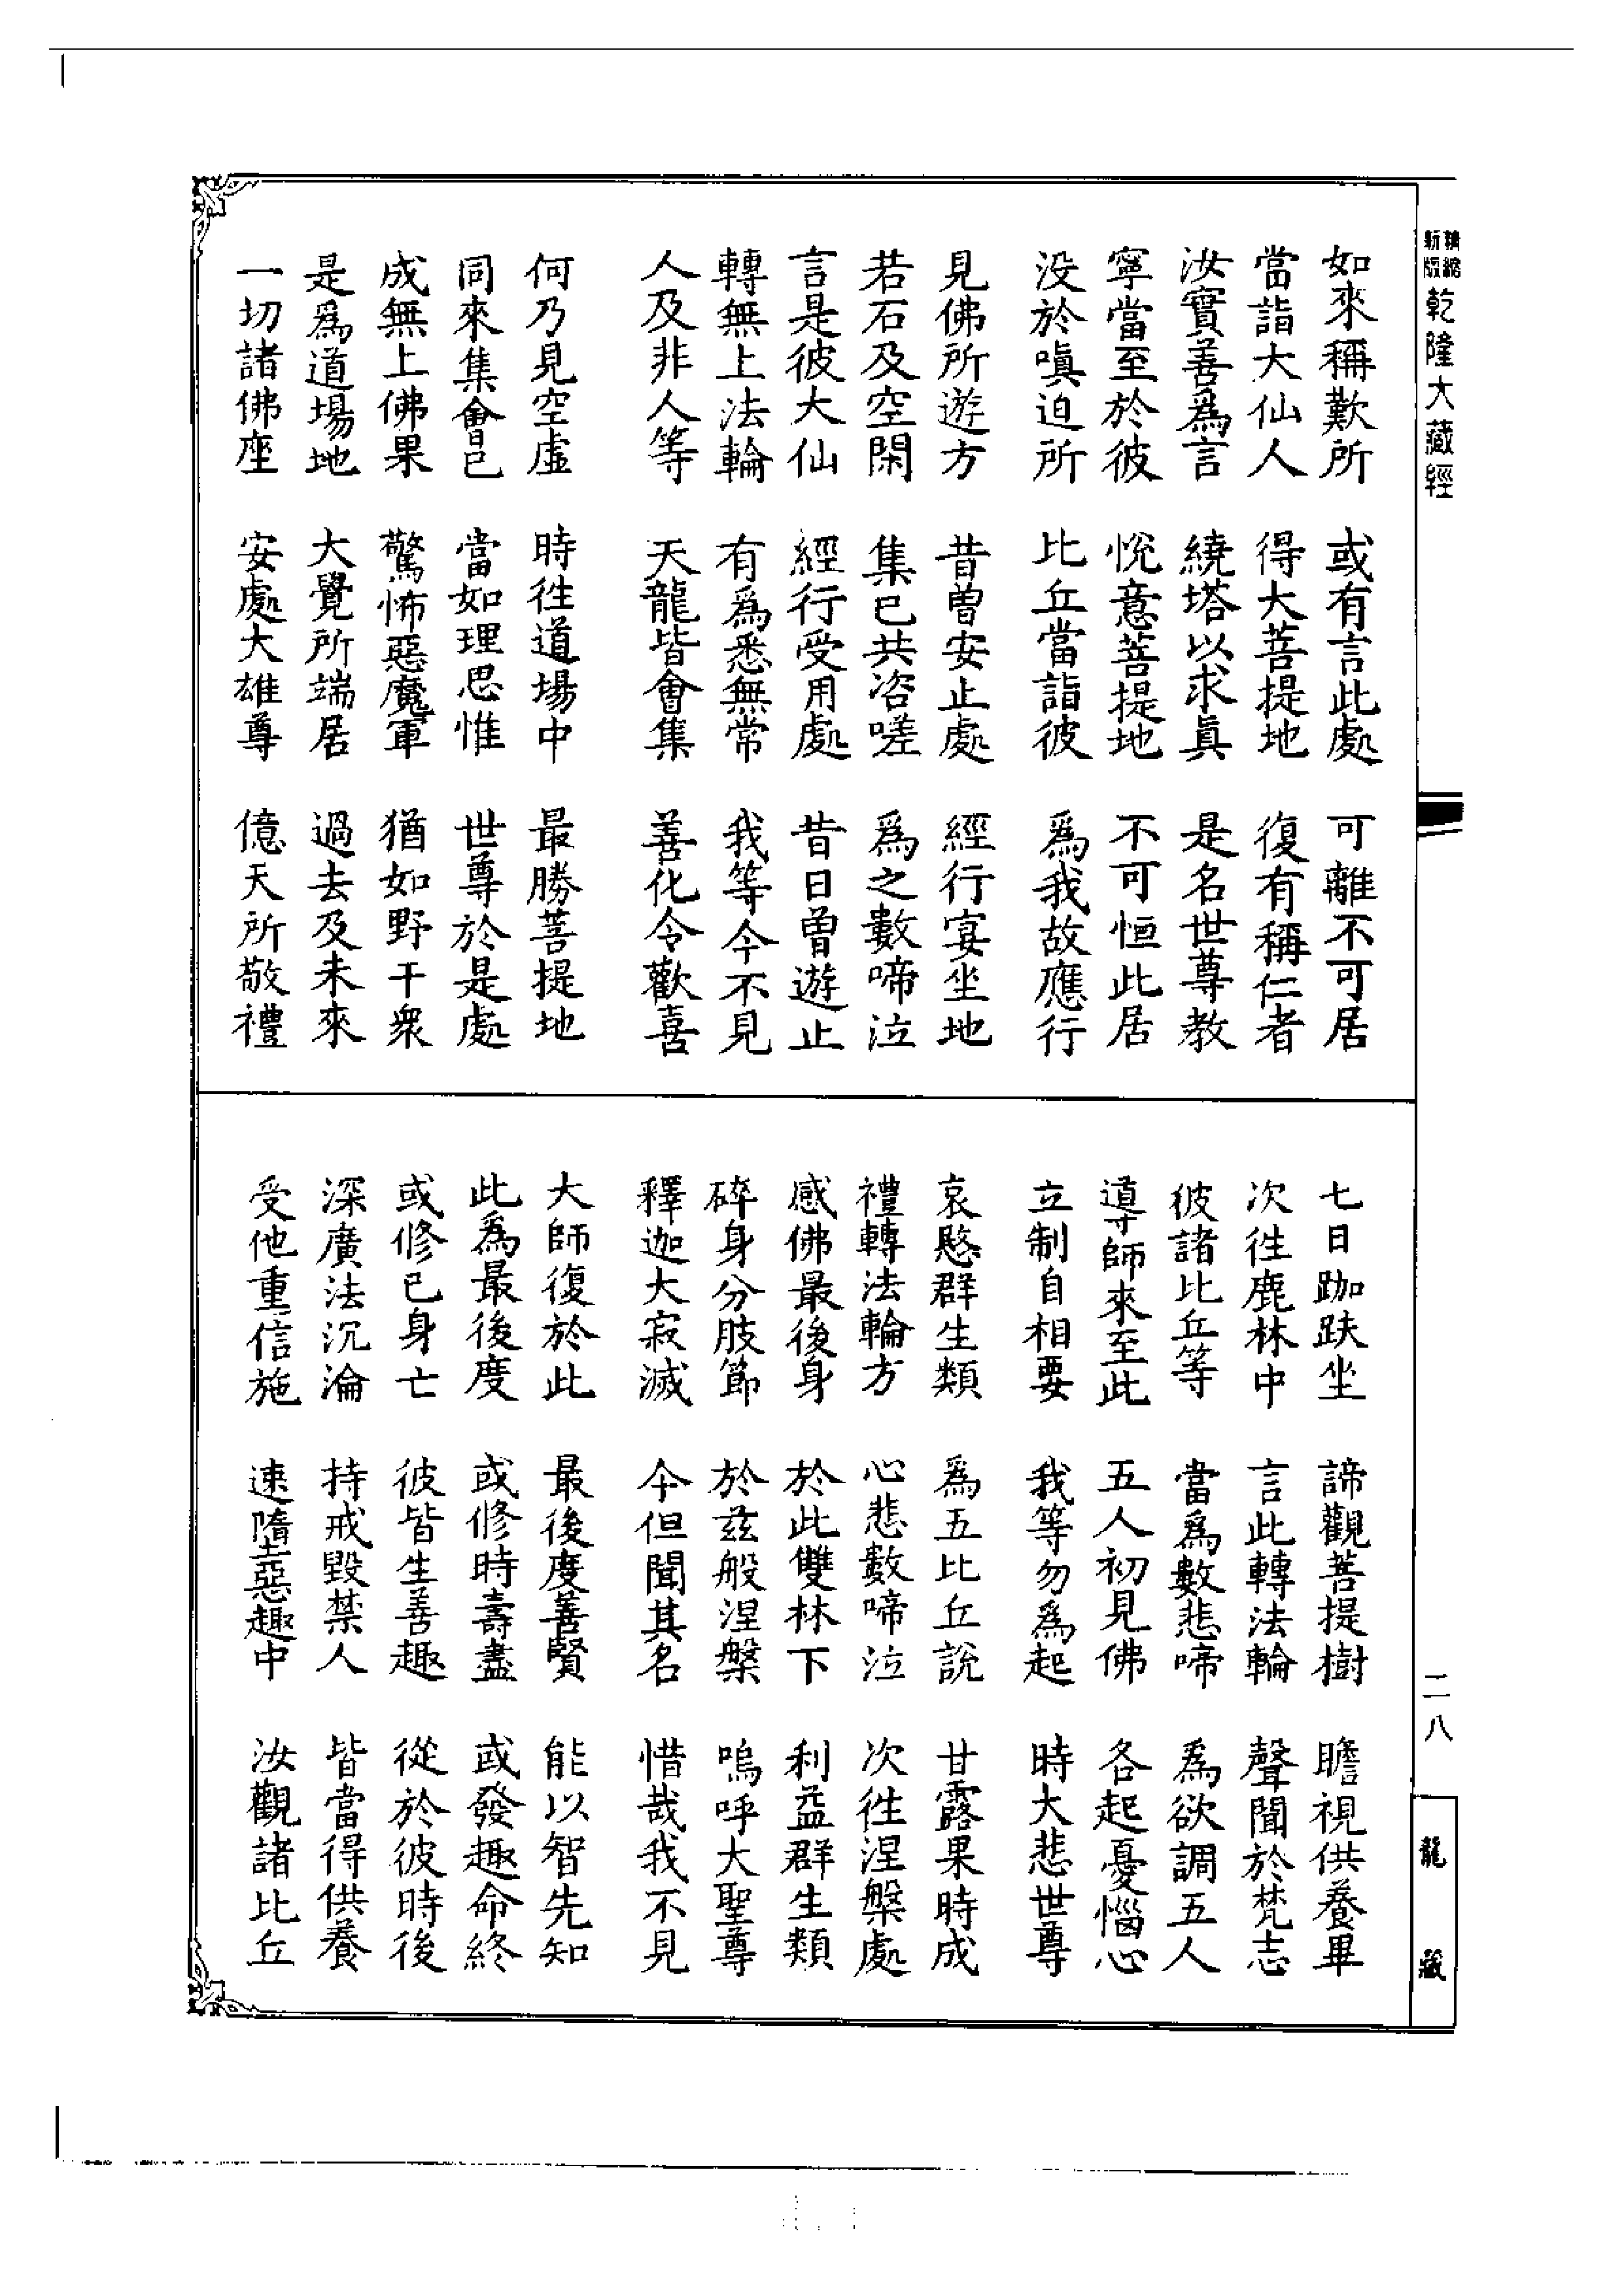 精縮新版乾隆大藏經
如來稱歎所　或有言此處　可離不可居
當詣大仙人　得大菩提地　復有稱仁者
汝實善爲言　繞塔以求眞　是名世尊教
寧當至於彼　悅意菩提地　不可恒此居
没於嗔迫所　比丘當詣彼　爲我故應行
見佛所遊方　昔曽安止處　經行宴坐地
若石及空閑　集已共咨嗟　爲之數啼泣
言是彼大仙　經行受用處　昔日曽遊止
轉無上法輪　有爲悉無常　我等今不見
人及非人等　天龍皆會集　善化令歡喜
何乃見空虛　時徃道場中　最勝菩提地
同來集會已　當如理思惟　世尊於是處
成無上佛果　驚怖惡魔軍　猶如野干衆
是爲道場地　大覺所端居　過去及未來
一切諸佛座　安處大雄尊　億天所敬禮
七日跏趺坐　諦觀菩提樹　瞻視供養畢
次徃鹿林中　言此轉法輪　聲聞於梵志
彼諸比丘等　當爲數悲啼　爲欲調五人
導師來至此　五人初見佛　各起憂惱心
立制自相要　我等勿爲起　時大悲世尊
哀愍群生類　爲五比丘說　甘露果時成
禮轉法輪方　心悲數啼泣　次徃涅槃處
感佛最後身　於此雙林下　利益群生類
碎身分肢節　於兹般涅槃　嗚呼大聖尊
釋迦大寂滅　今但聞其名　惜哉我不見
大師復於此　最後度善賢　能以智先知
此爲最後度　或修時壽盡　或發趣命終
或修已身亡　彼皆生善趣　從於彼時後
深廣法沉淪　持戒毀禁人　皆當得供養
受他重信施　速墮惡趣中　汝觀諸比丘
二八
龍藏